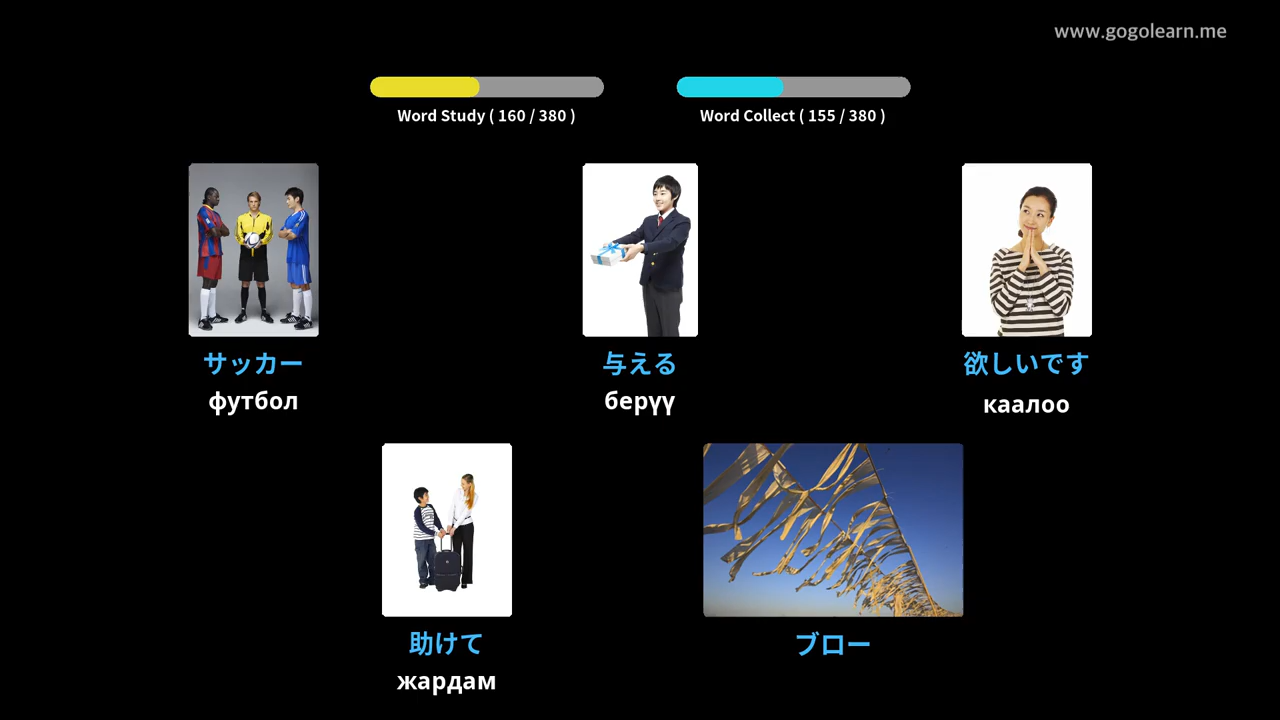 www.gogolearn.me
Word Study ( 160 / 380 )
Word Collect ( 155 / 380 )
サッカー
футбол
与える
берүү
欲しいです
каалоо
助けて
жардам
ブロー